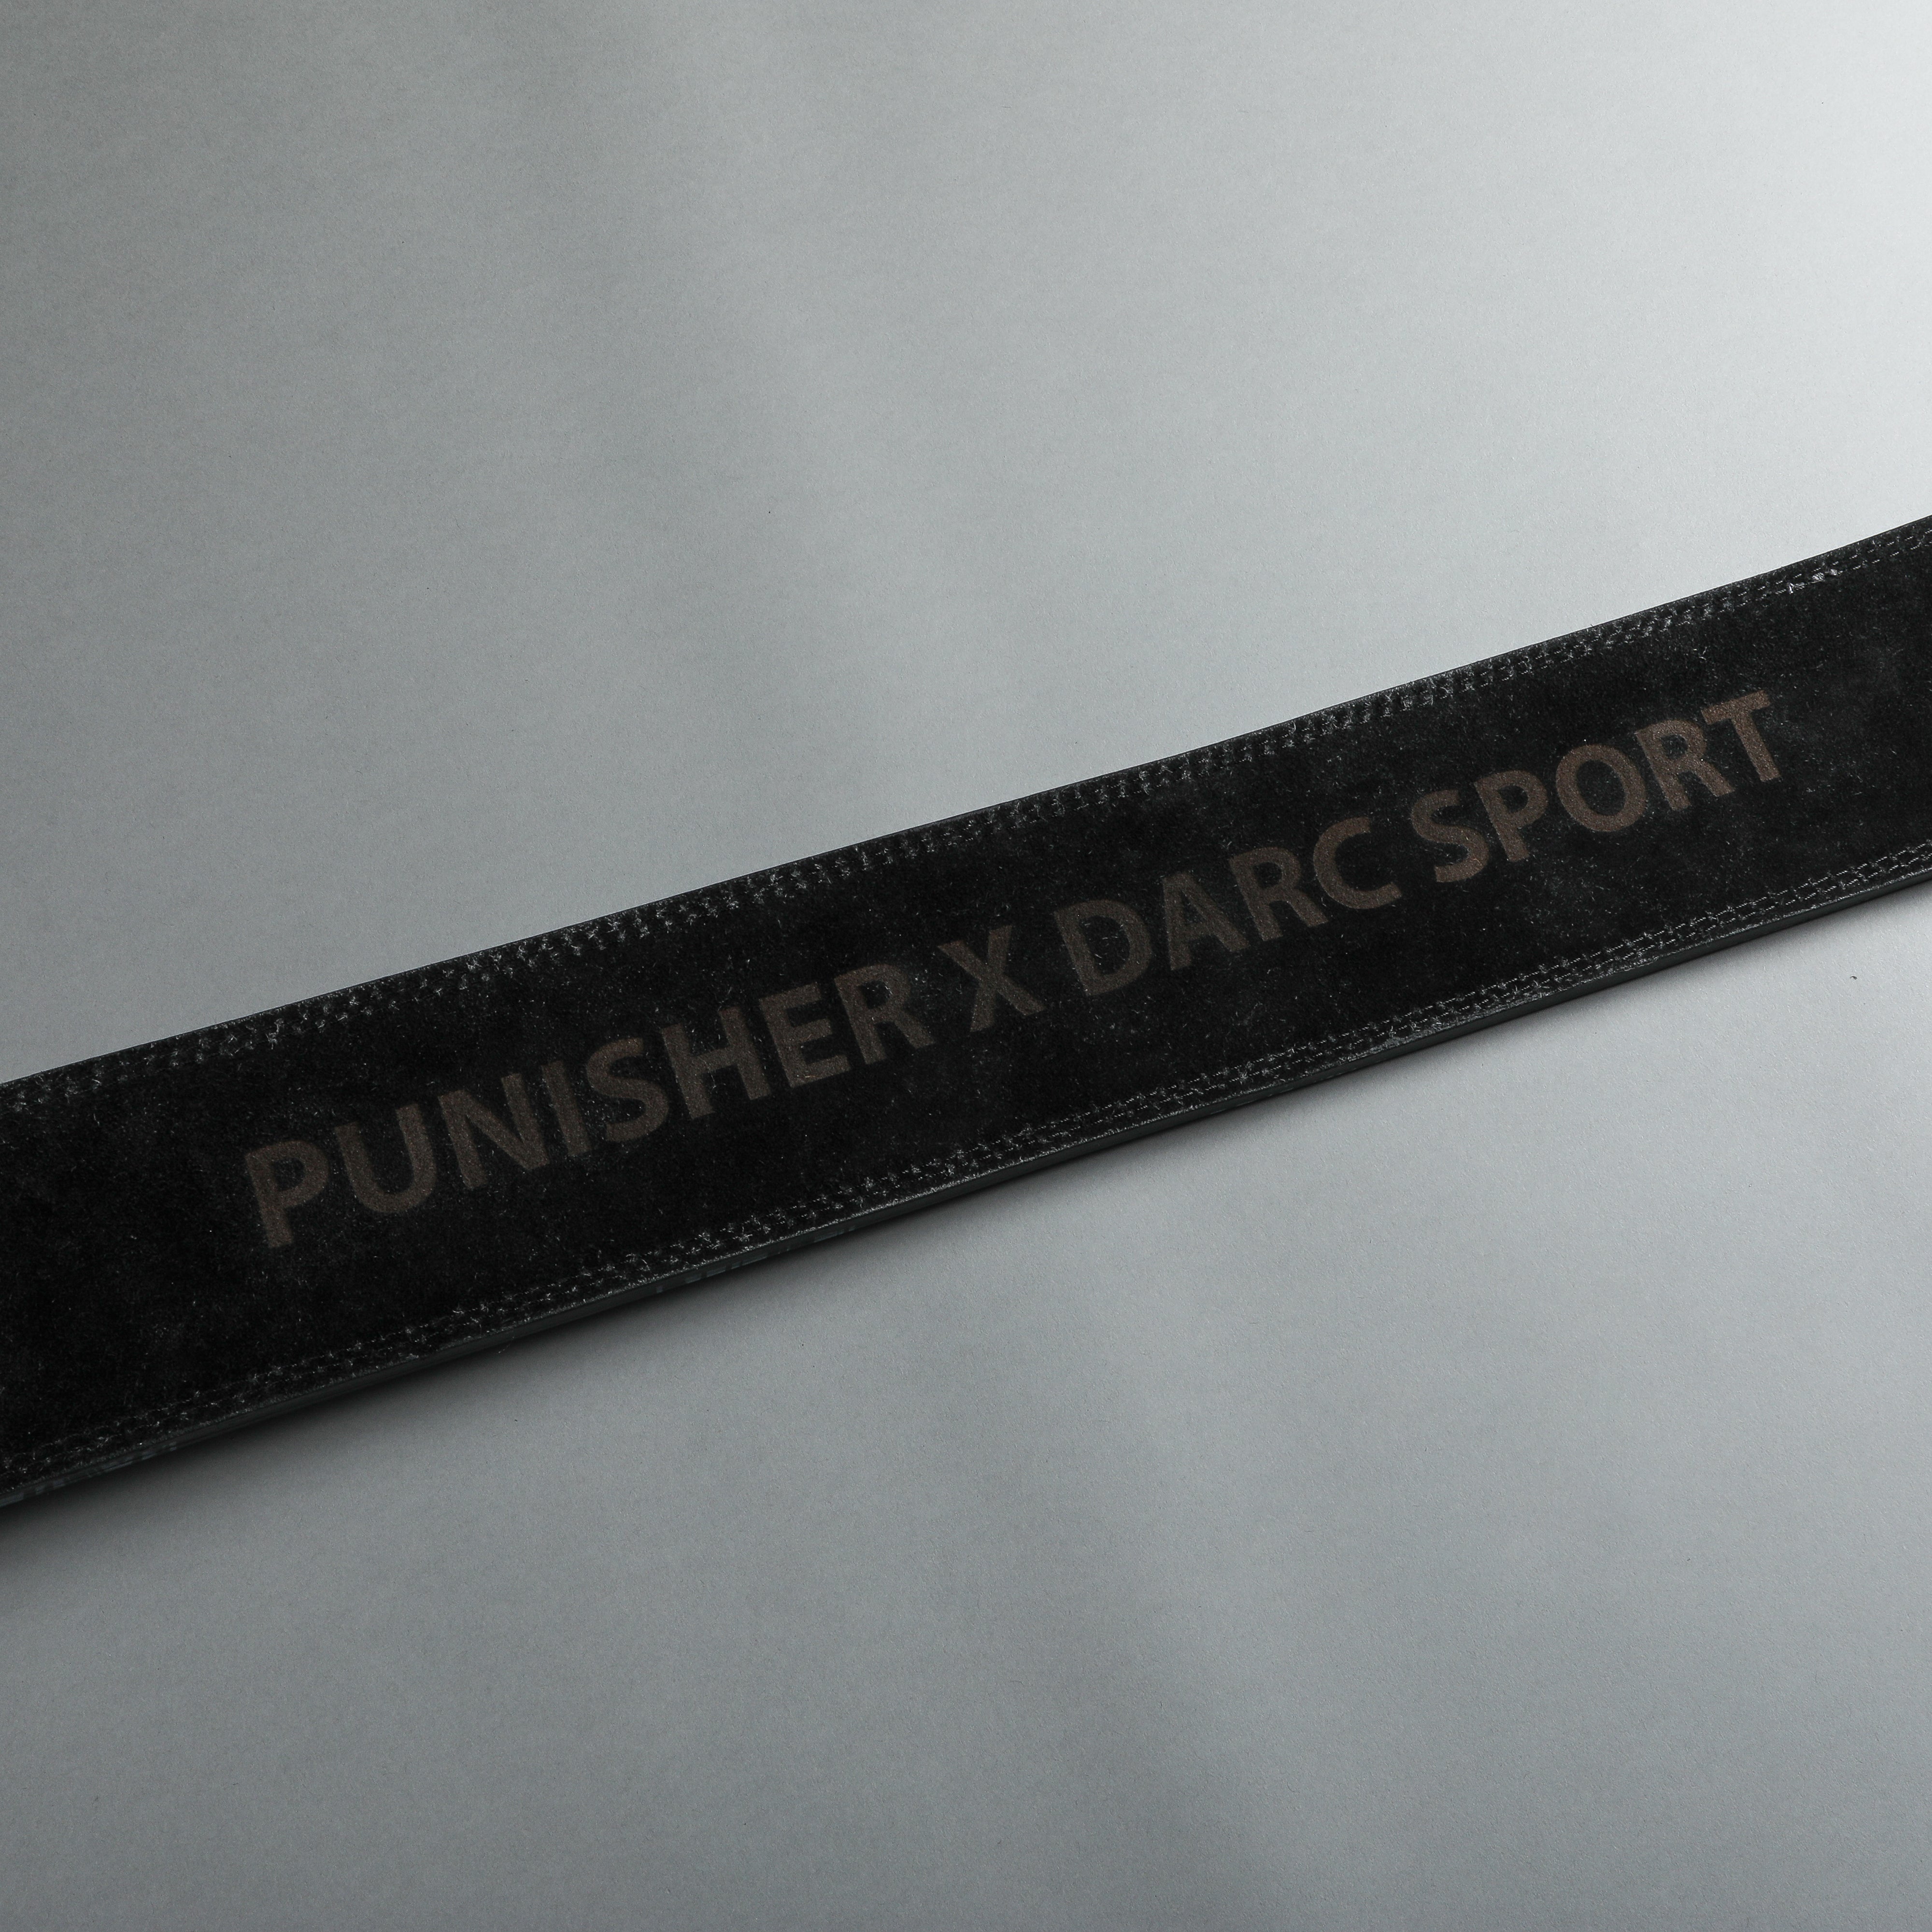 PUNISHER X DARC SPORT